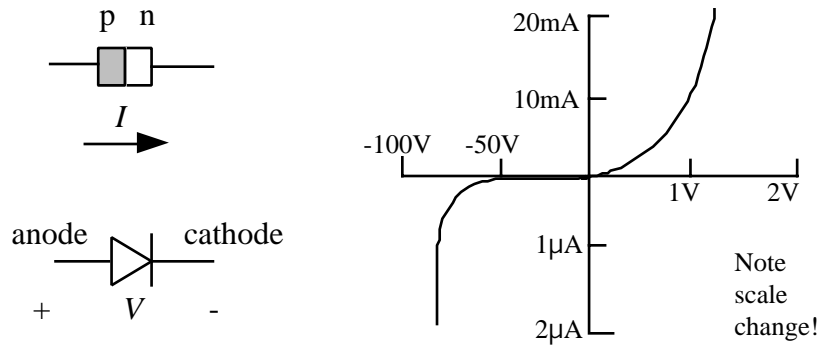 p n
I
anode cathode
+ V -
20mA
10mA
-100V -50V
1V 2V
1µA
2µA
Note
scale
change!